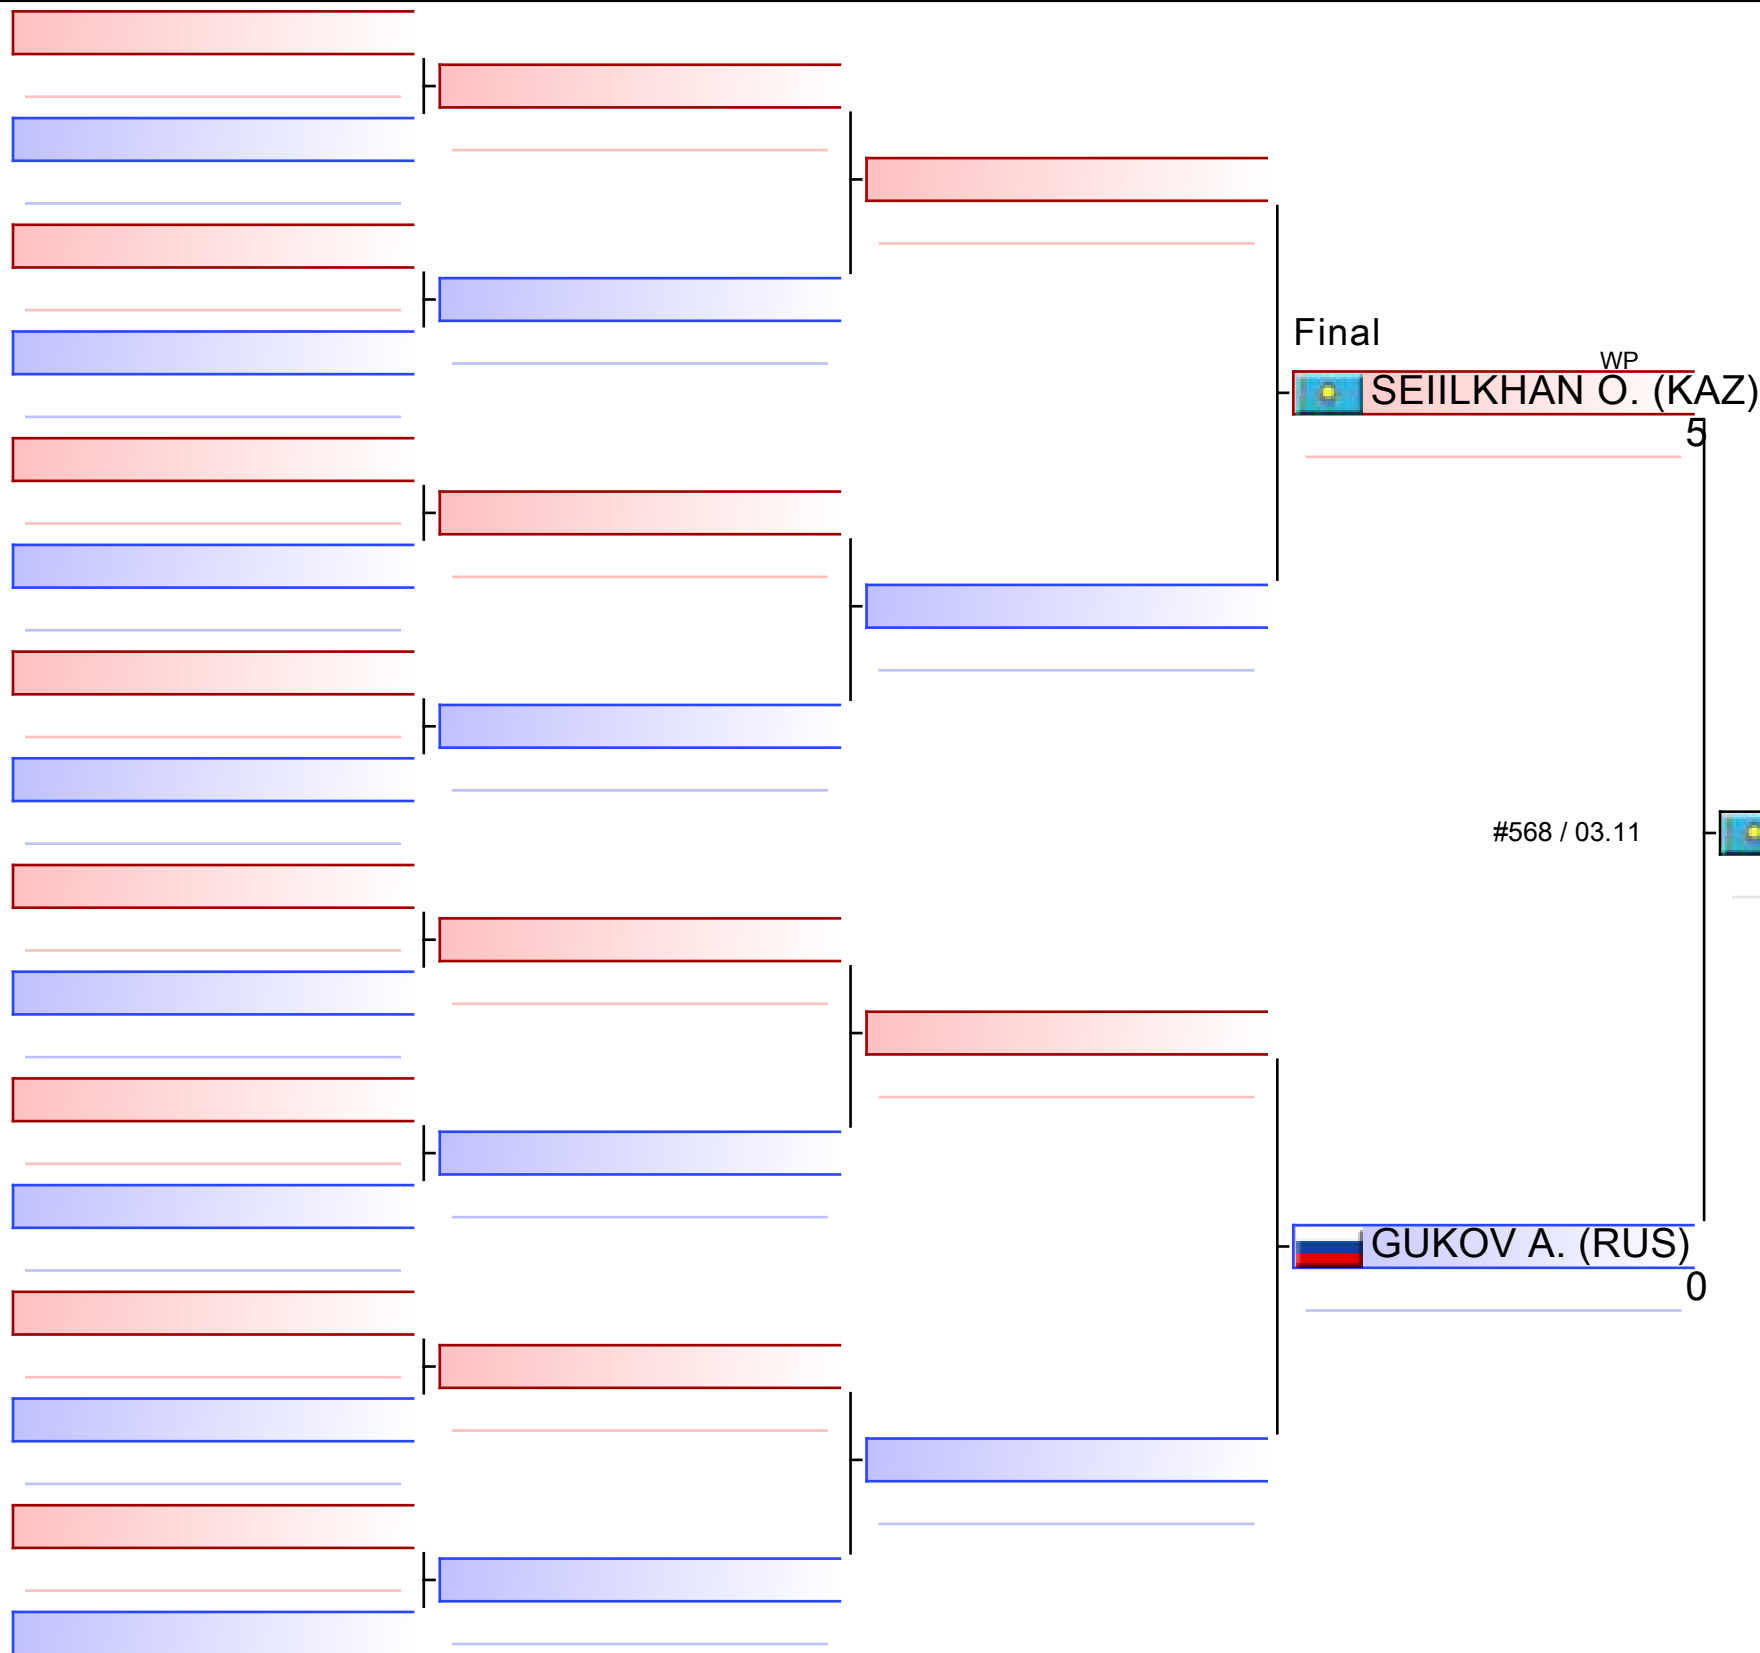 Final
WP
SEIILKHAN O. (KAZ)
5
#568 / 03.11
GUKOV A. (RUS)
0